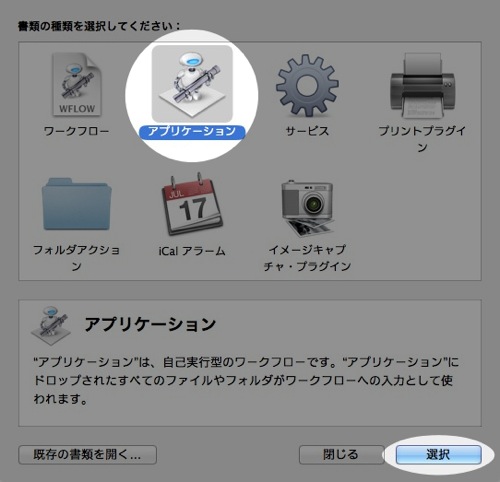 書類の種類を選択してください：
WFLOW
ワークフロー
アプリケーション
サービス
プリントプラグイ
ン
フォルダアクショ
ン
JUL
17
iCal アラーム
イメージキャプ
チャ・プラグイン
アプリケーション
“アプリケーション”は、自己実行型のワークフローです。“アプリケーション”に
ドロップされたすべてのファイルやフォルダがワークフローへの入力として使
われます。
既存の書類を開く...
閉じる
選択